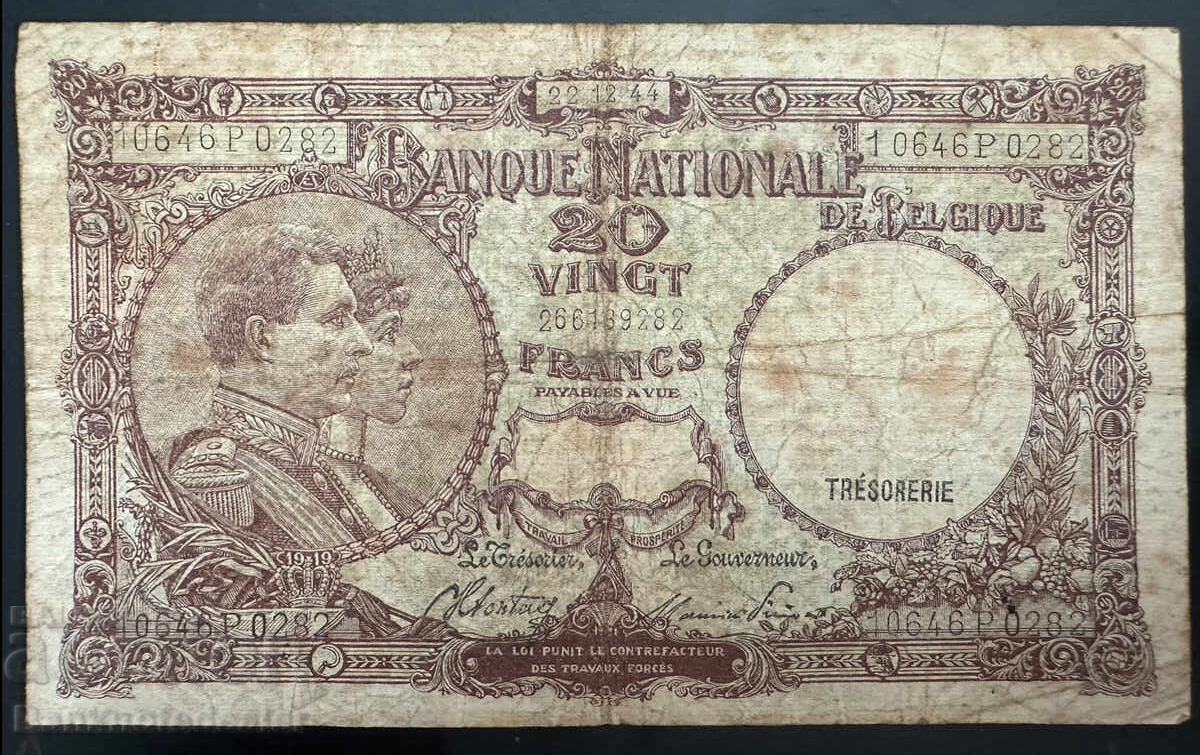 22.12.44
10646P0282
10646P0282
BANQUE NATIONALE
DE BELGIQUE
20
VINGT
266189282
FRANCS
PAYABLES A VUE
TRÉSORERIE
TRAVAIL PROSPÉRITÉ
Le Trésorier, Le Gouverneur,
1919
10646P0282
10646P0282
LA LOI PUNIT LE CONTREFACTEUR
DES TRAVAUX FORCÉS